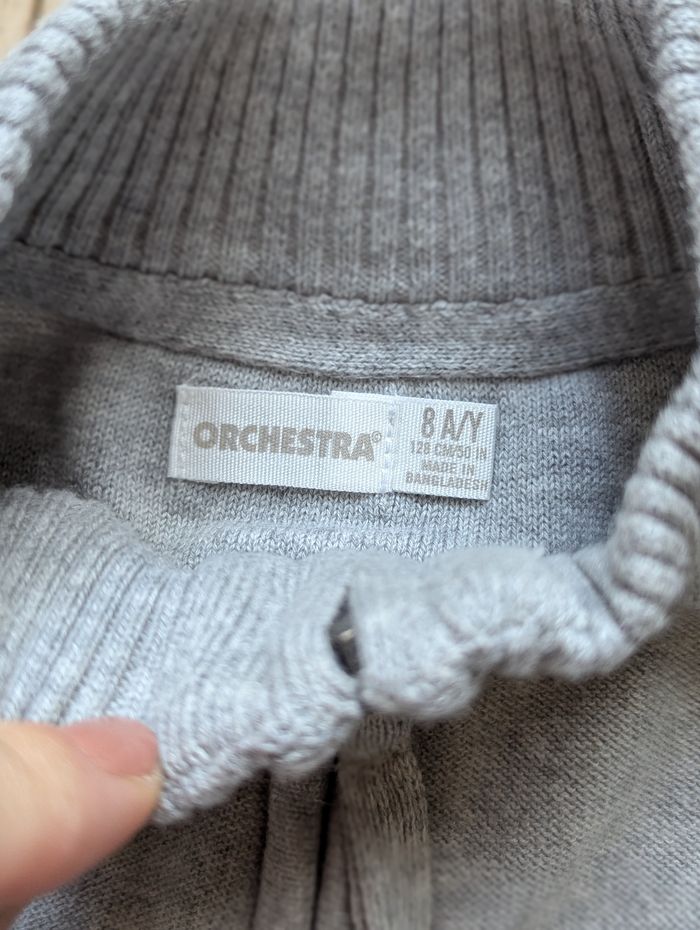 ORCHESTRA®
8 A/Y
128 CM/50 IN
MADE IN
BANGLADESH